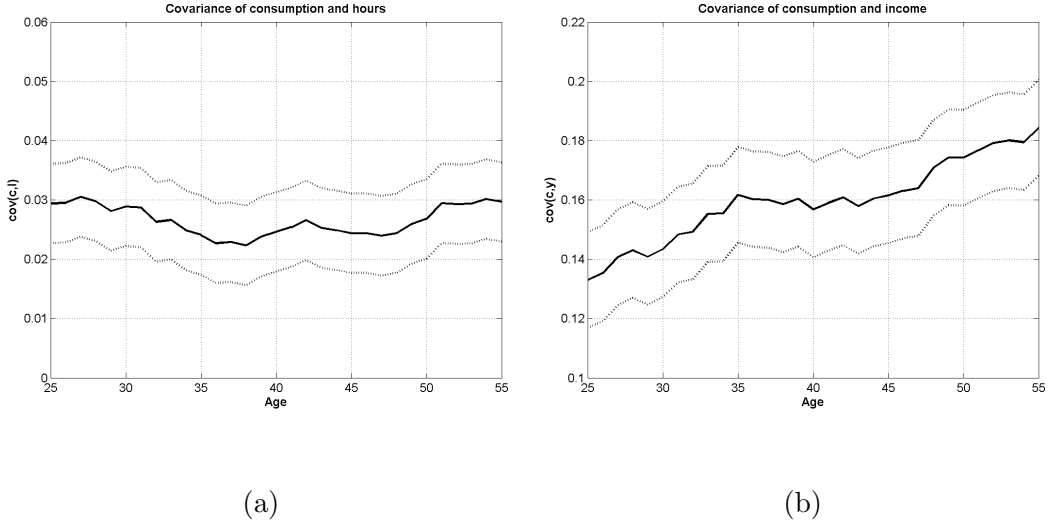 Covariance of consumption and hours
0.06
0.05
0.04
0.03
0.02
0.01
0
cov(c,l)
25 30 35 40 45 50 55
Age
(a)
Covariance of consumption and income
0.22
0.2
0.18
0.16
0.14
0.12
0.1
cov(c,y)
25 30 35 40 45 50 55
Age
(b)